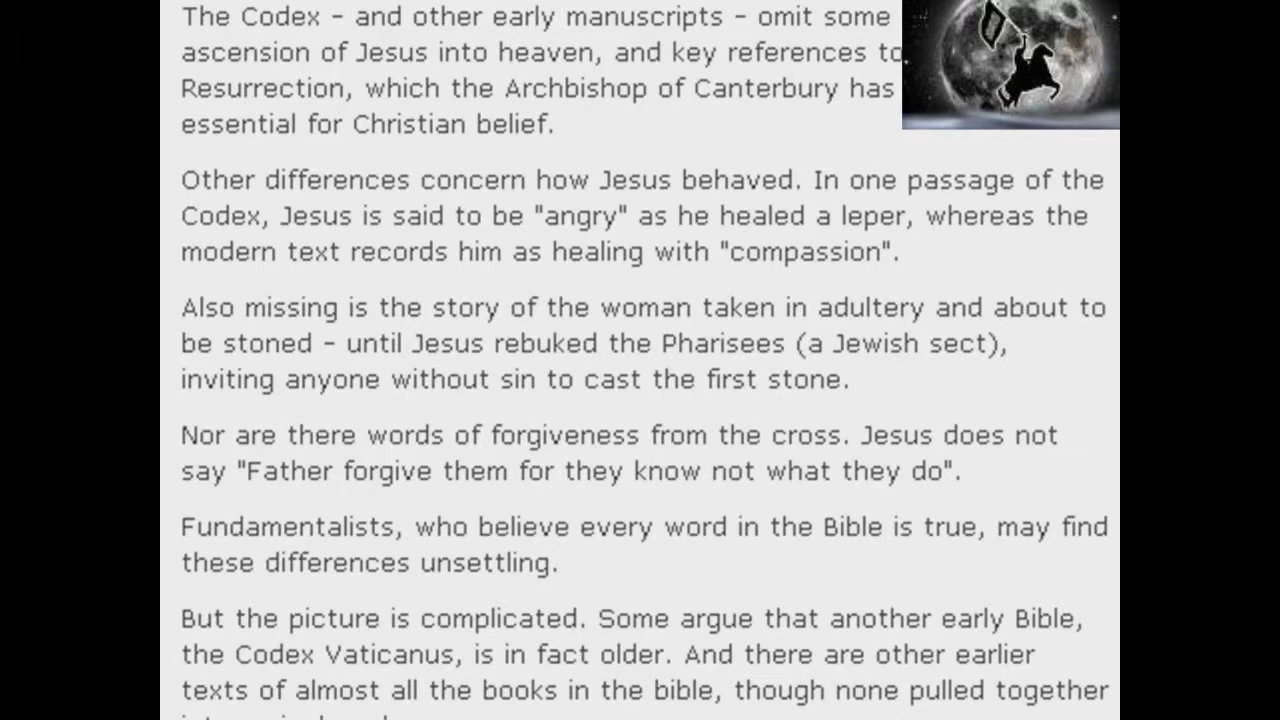 The Codex – and other early manuscripts – omit some
ascension of Jesus into heaven, and key references to
Resurrection, which the Archbishop of Canterbury has
essential for Christian belief.
Other differences concern how Jesus behaved. In one passage of the
Codex, Jesus is said to be "angry" as he healed a leper, whereas the
modern text records him as healing with "compassion".
Also missing is the story of the woman taken in adultery and about to
be stoned – until Jesus rebuked the Pharisees (a Jewish sect),
inviting anyone without sin to cast the first stone.
Nor are there words of forgiveness from the cross. Jesus does not
say "Father forgive them for they know not what they do".
Fundamentalists, who believe every word in the Bible is true, may find
these differences unsettling.
But the picture is complicated. Some argue that another early Bible,
the Codex Vaticanus, is in fact older. And there are other earlier
texts of almost all the books in the bible, though none pulled together